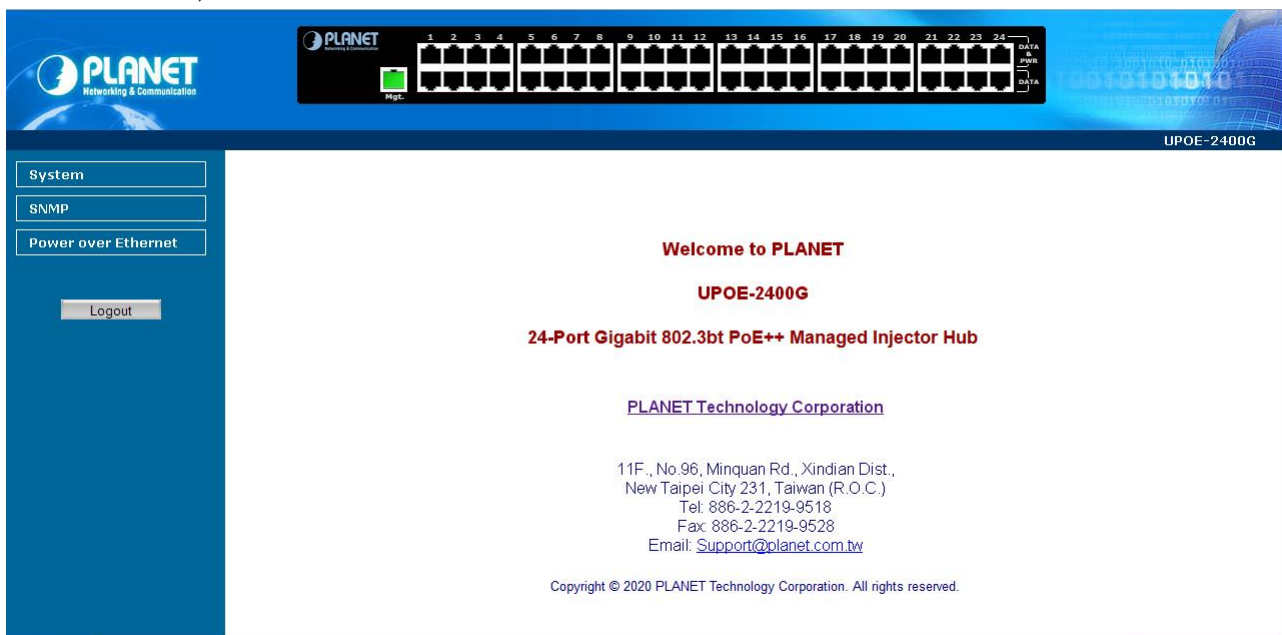 PLANET
Networking & Communication
PLANET
Networking & Communication
1 2 3 4 5 6 7 8 9 10 11 12 13 14 15 16 17 18 19 20 21 22 23 24
DATA
&
PWR
DATA
Mgt.
UPOE-2400G
System
SNMP
Power over Ethernet
Logout
Welcome to PLANET
UPOE-2400G
24-Port Gigabit 802.3bt PoE++ Managed Injector Hub
PLANET Technology Corporation
11F., No.96, Minquan Rd., Xindian Dist.,
New Taipei City 231, Taiwan (R.O.C.)
Tel: 886-2-2219-9518
Fax: 886-2-2219-9528
Email: Support@planet.com.tw
Copyright © 2020 PLANET Technology Corporation. All rights reserved.